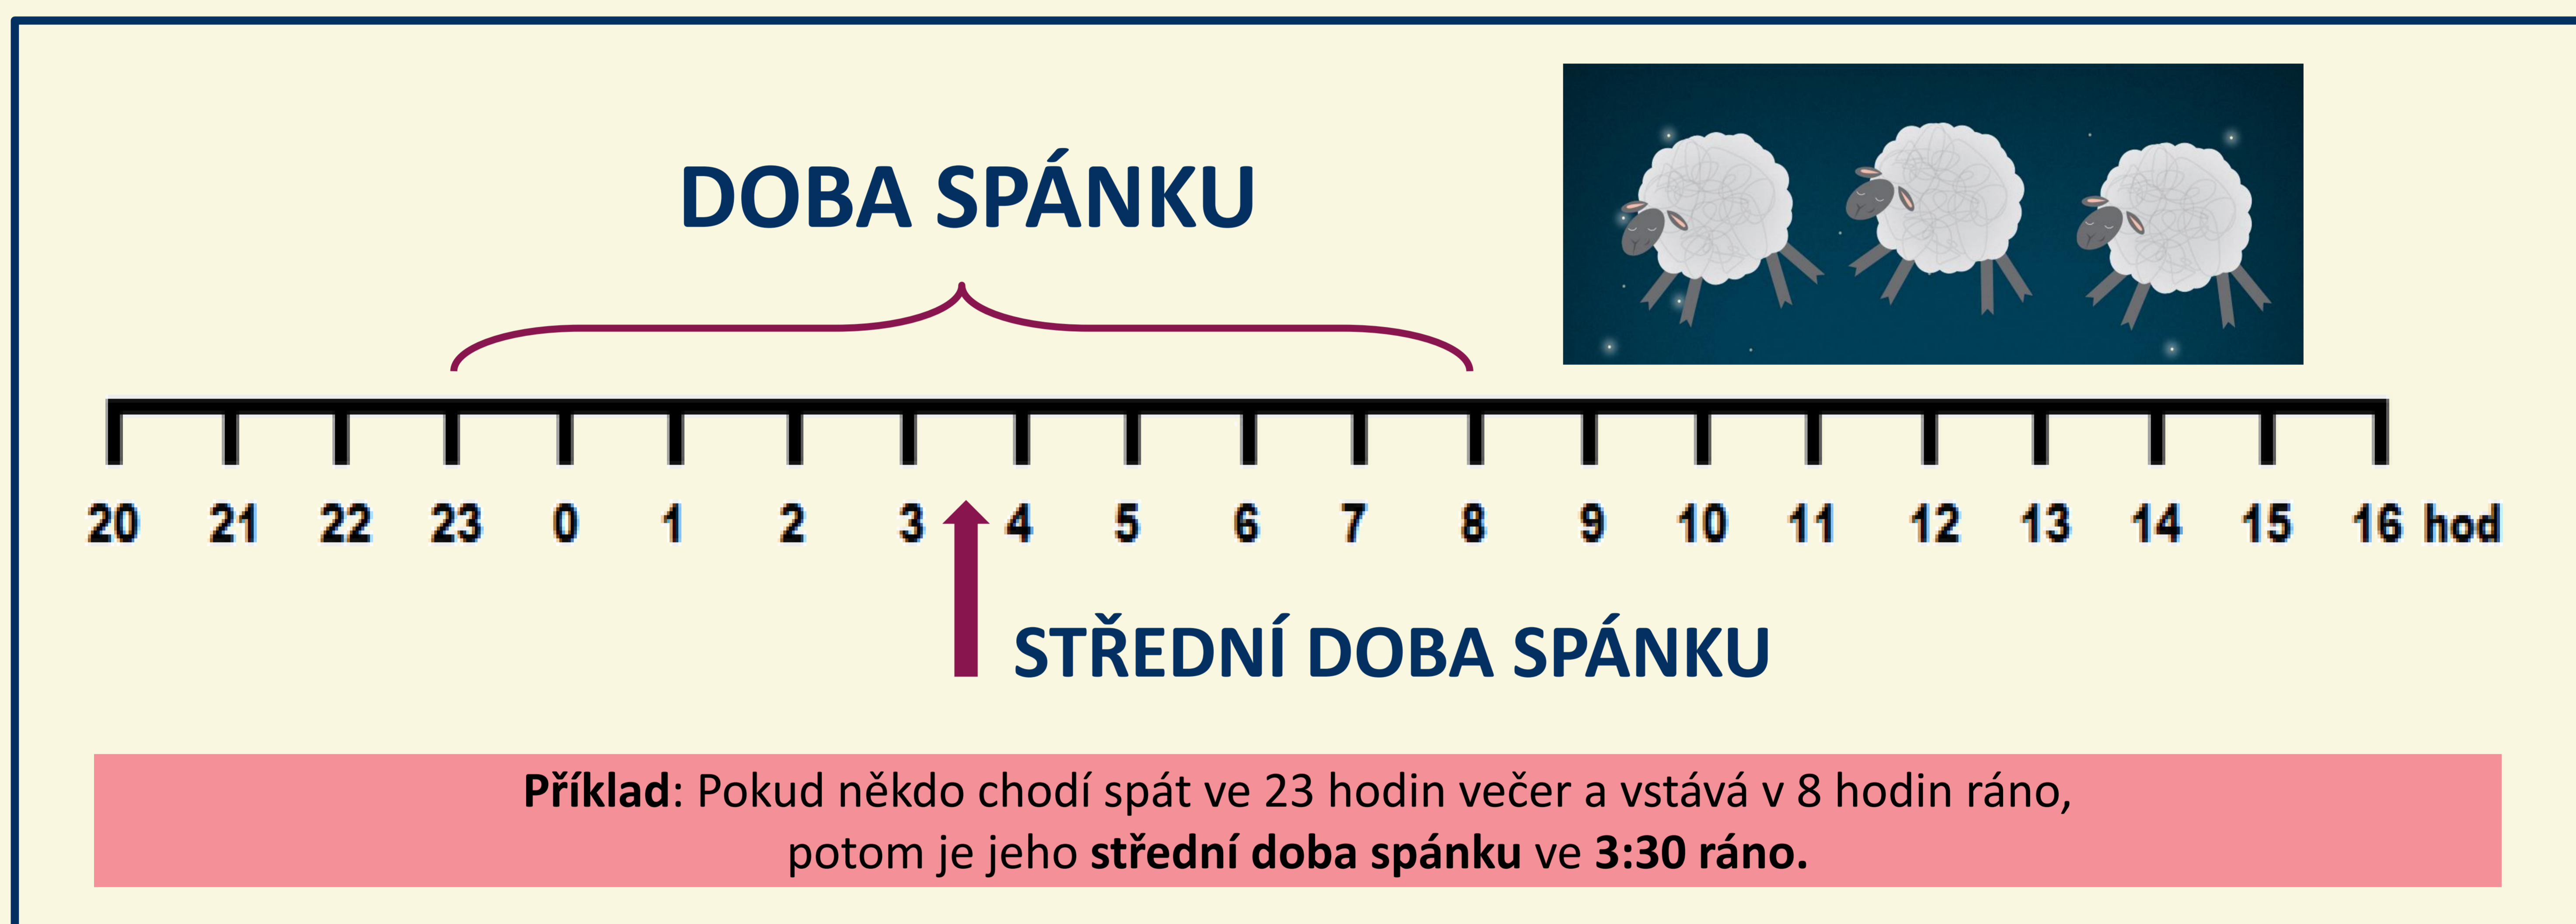 DOBA SPÁNKU
20 21 22 23 0 1 2 3 4 5 6 7 8 9 10 11 12 13 14 15 16 hod
STŘEDNÍ DOBA SPÁNKU
Příklad: Pokud někdo chodí spát ve 23 hodin večer a vstává v 8 hodin ráno,
potom je jeho střední doba spánku ve 3:30 ráno.